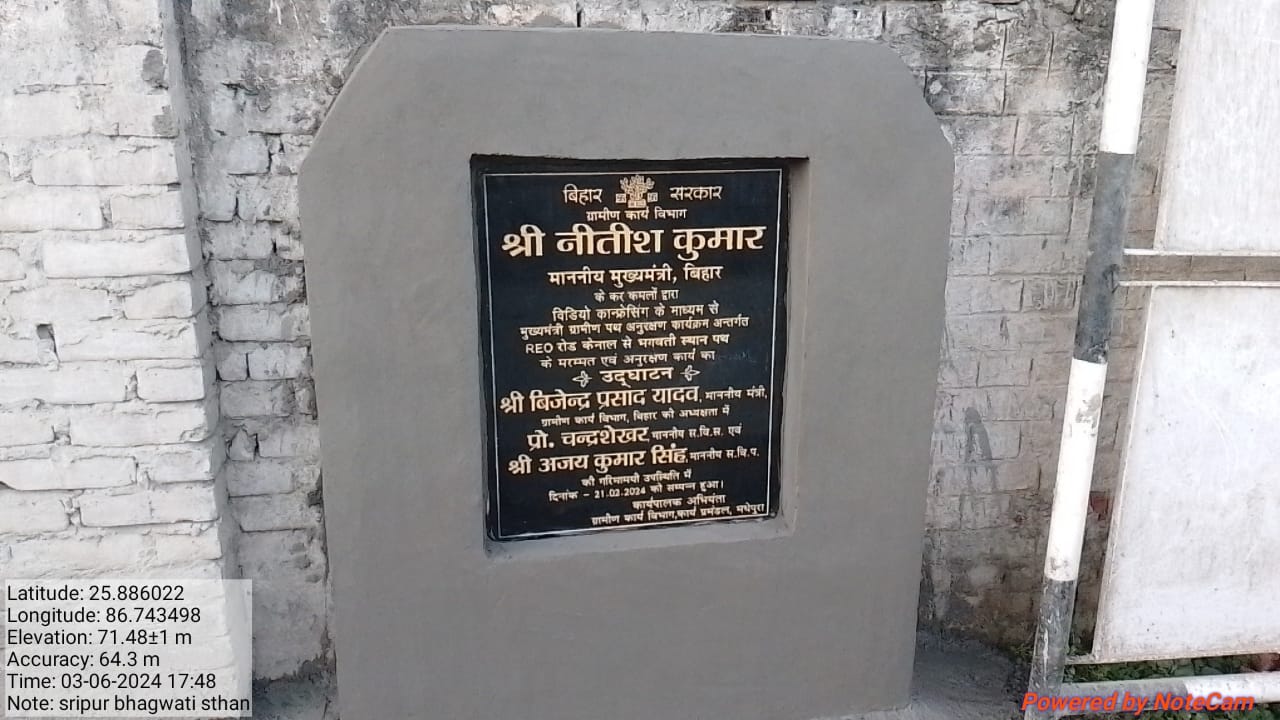 बिहार सरकार
ग्रामीण कार्य विभाग
श्री नीतीश कुमार
माननीय मुख्यमंत्री, बिहार
के कर कमलों द्वारा
विडियो कान्फ्रेसिंग के माध्यम से
मुख्यमंत्री ग्रामीण पथ अनुरक्षण कार्यक्रम अन्तर्गत
REO रोड केनाल से भगवती स्थान पथ
के मरम्मत एवं अनुरक्षण कार्य का
उद्घाटन
श्री बिजेन्द्र प्रसाद यादव, माननीय मंत्री,
ग्रामीण कार्य विभाग, बिहार की अध्यक्षता में
प्रो. चन्द्रशेखर, माननीय स.वि.स. एवं
श्री अजय कुमार सिंह, माननीय स.वि.प.
की गरिमामयी उपस्थिति में
दिनांक - 21.02.2024 को सम्पन्न हुआ।
कार्यपालक अभियंता
ग्रामीण कार्य विभाग,कार्य प्रमंडल, मधेपुरा
Latitude: 25.886022
Longitude: 86.743498
Elevation: 71.48±1 m
Accuracy: 64.3 m
Time: 03-06-2024 17:48
Note: sripur bhagwati sthan
Powered by NoteCam